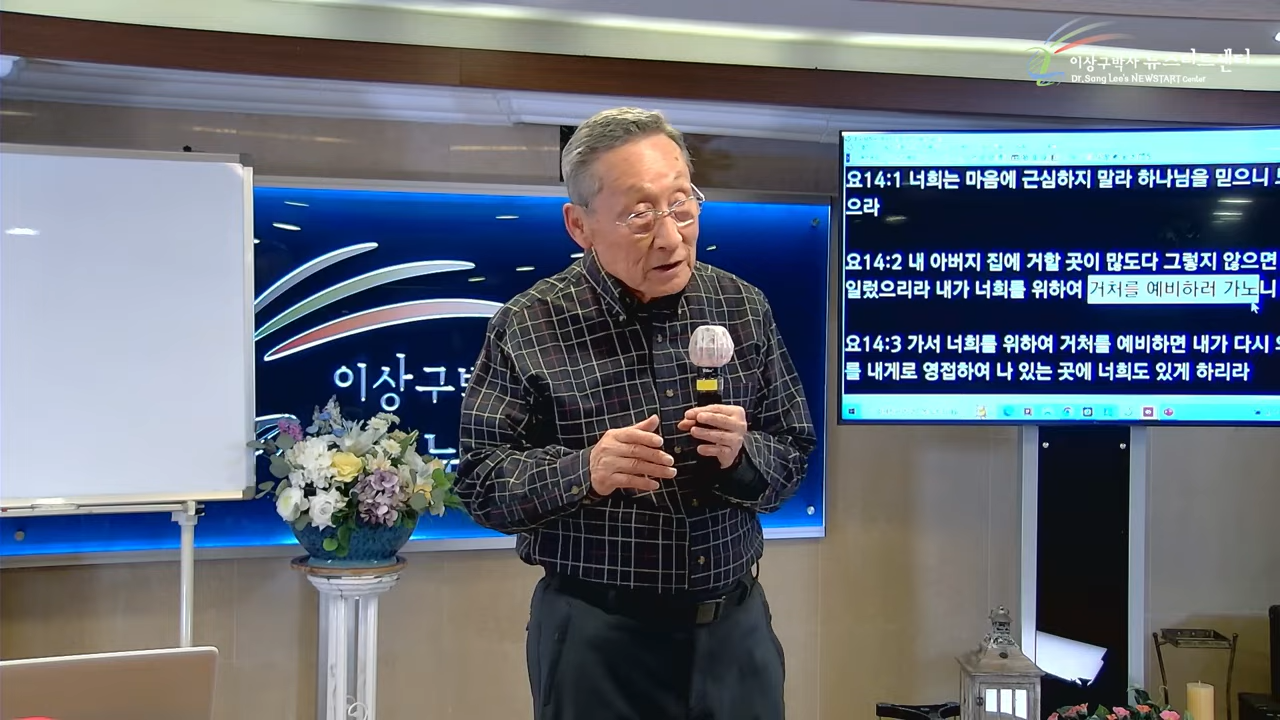 이상구박사 뉴스타트센터
Dr. Sang Lee's NEWSTART Center
요14:1 너희는 마음에 근심하지 말라 하나님을 믿으니
으라
요14:2 내 아버지 집에 거할 곳이 많도다 그렇지 않으면
일렀으리라 내가 너희를 위하여 거처를 예비하러 가노니
요14:3 가서 너희를 위하여 거처를 예비하면 내가 다시
를 내게로 영접하여 나 있는 곳에 너희도 있게 하리라
이상구